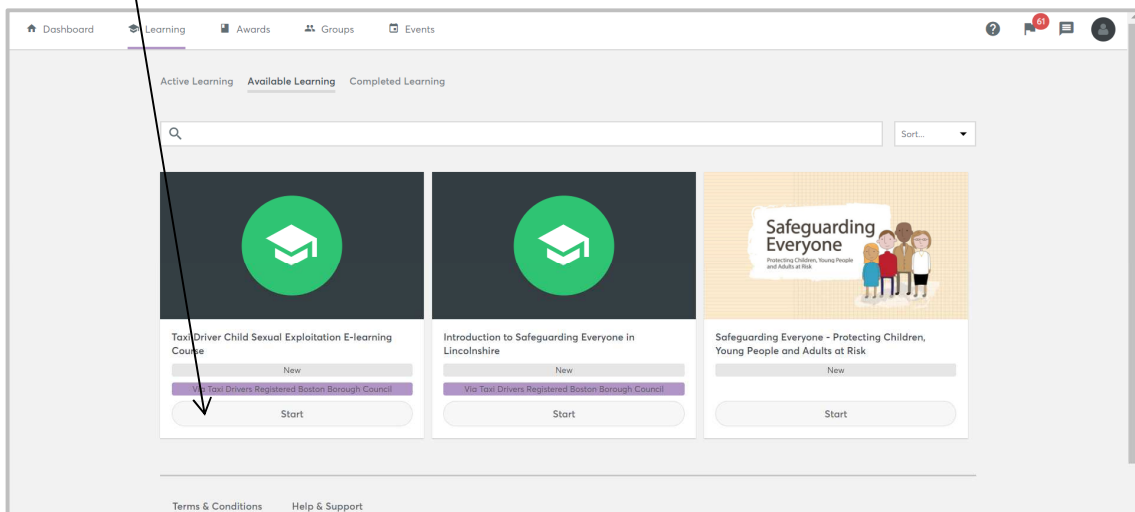 Dashboard Learning Awards Groups Events 61
Active Learning Available Learning Completed Learning
Sort...
Safeguarding
Everyone
Protecting Children, Young People
and Adults at Risk
Taxi Driver Child Sexual Exploitation E-learning
Course
New
Via Taxi Drivers Registered Boston Borough Council
Start
Introduction to Safeguarding Everyone in
Lincolnshire
New
Via Taxi Drivers Registered Boston Borough Council
Start
Safeguarding Everyone - Protecting Children,
Young People and Adults at Risk
New
Start
Terms & Conditions Help & Support